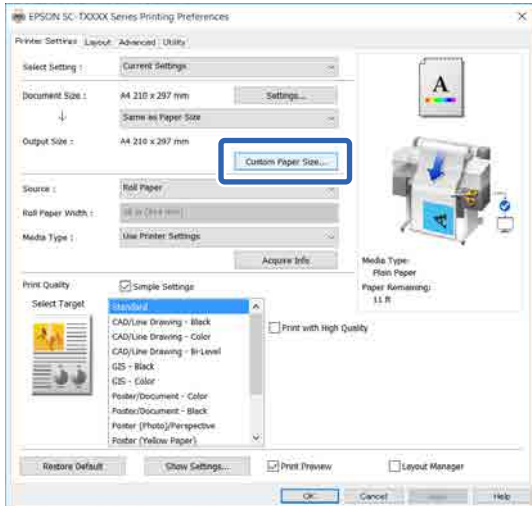 EPSON SC-TXXXX Series Printing Preferences
Printer Settings Layout Advanced Utility
Select Setting : Current Settings
Document Size : A4 210 x 297 mm Settings...
Same as Paper Size
Output Size : A4 210 x 297 mm
Custom Paper Size...
Source : Roll Paper
Roll Paper Width :
Media Type : Use Printer Settings
Acquire Info
A
Media Type:
Plain Paper
Paper Remaining:
11 ft
Print Quality Simple Settings
Select Target
Standard
CAD/Line Drawing - Black
CAD/Line Drawing - Color
CAD/Line Drawing - Bi-Level
GIS - Black
GIS - Color
Poster/Document - Color
Poster/Document - Black
Poster (Photo)/Perspective
Poster (Yellow Paper)
Print with High Quality
Restore Default Show Settings... Print Preview Layout Manager
OK Cancel Help